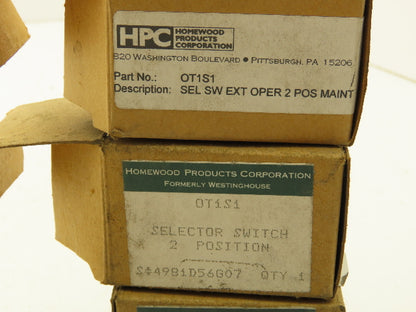 HPC HOMEWOOD
PRODUCTS
CORPORATION
820 WASHINGTON BOULEVARD • PITTSBURGH, PA 15206
Part No.: OT1S1
Description: SEL SW EXT OPER 2 POS MAINT
HOMEWOOD PRODUCTS CORPORATION
FORMERLY WESTINGHOUSE
OT1S1
SELECTOR SWITCH
2 POSITION
S#4981D56G07 QTY 1